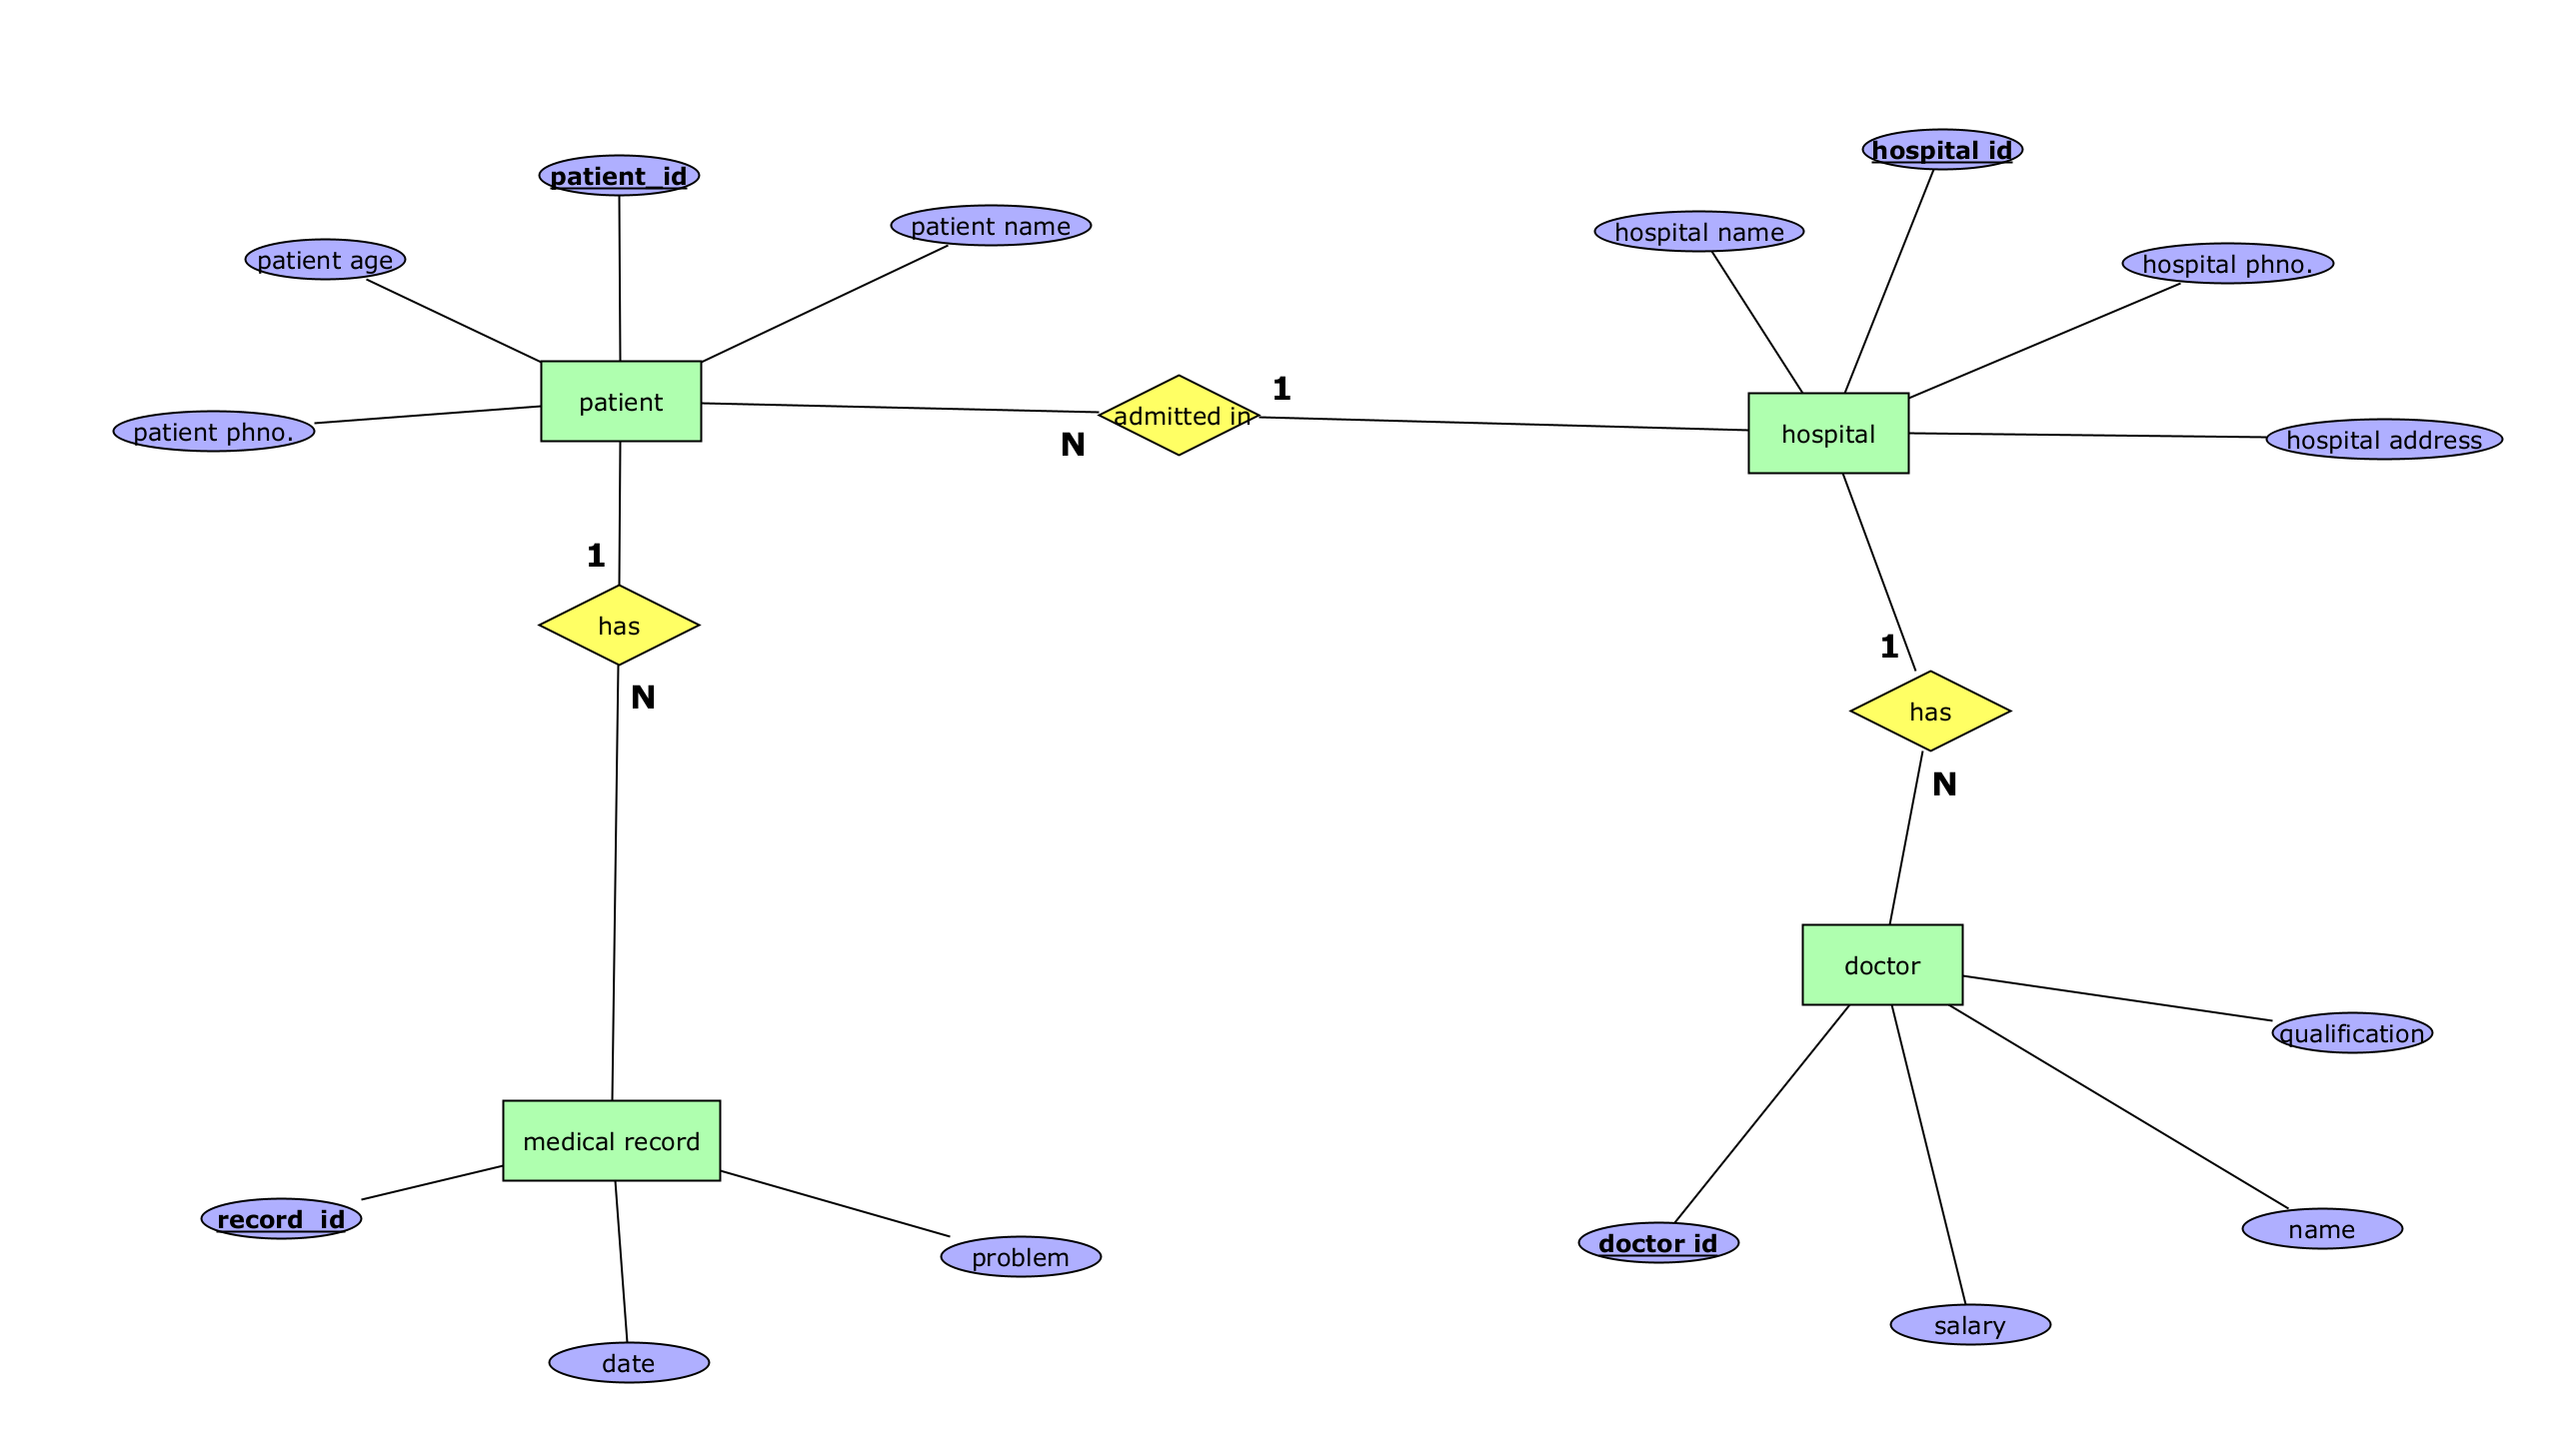 hospital id
patient_id
patient name
hospital name
patient age
hospital phno.
patient
admitted in
1
N
hospital
hospital address
patient phno.
1
has
N
1
has
N
doctor
qualification
medical record
record_id
problem
date
doctor id
name
salary